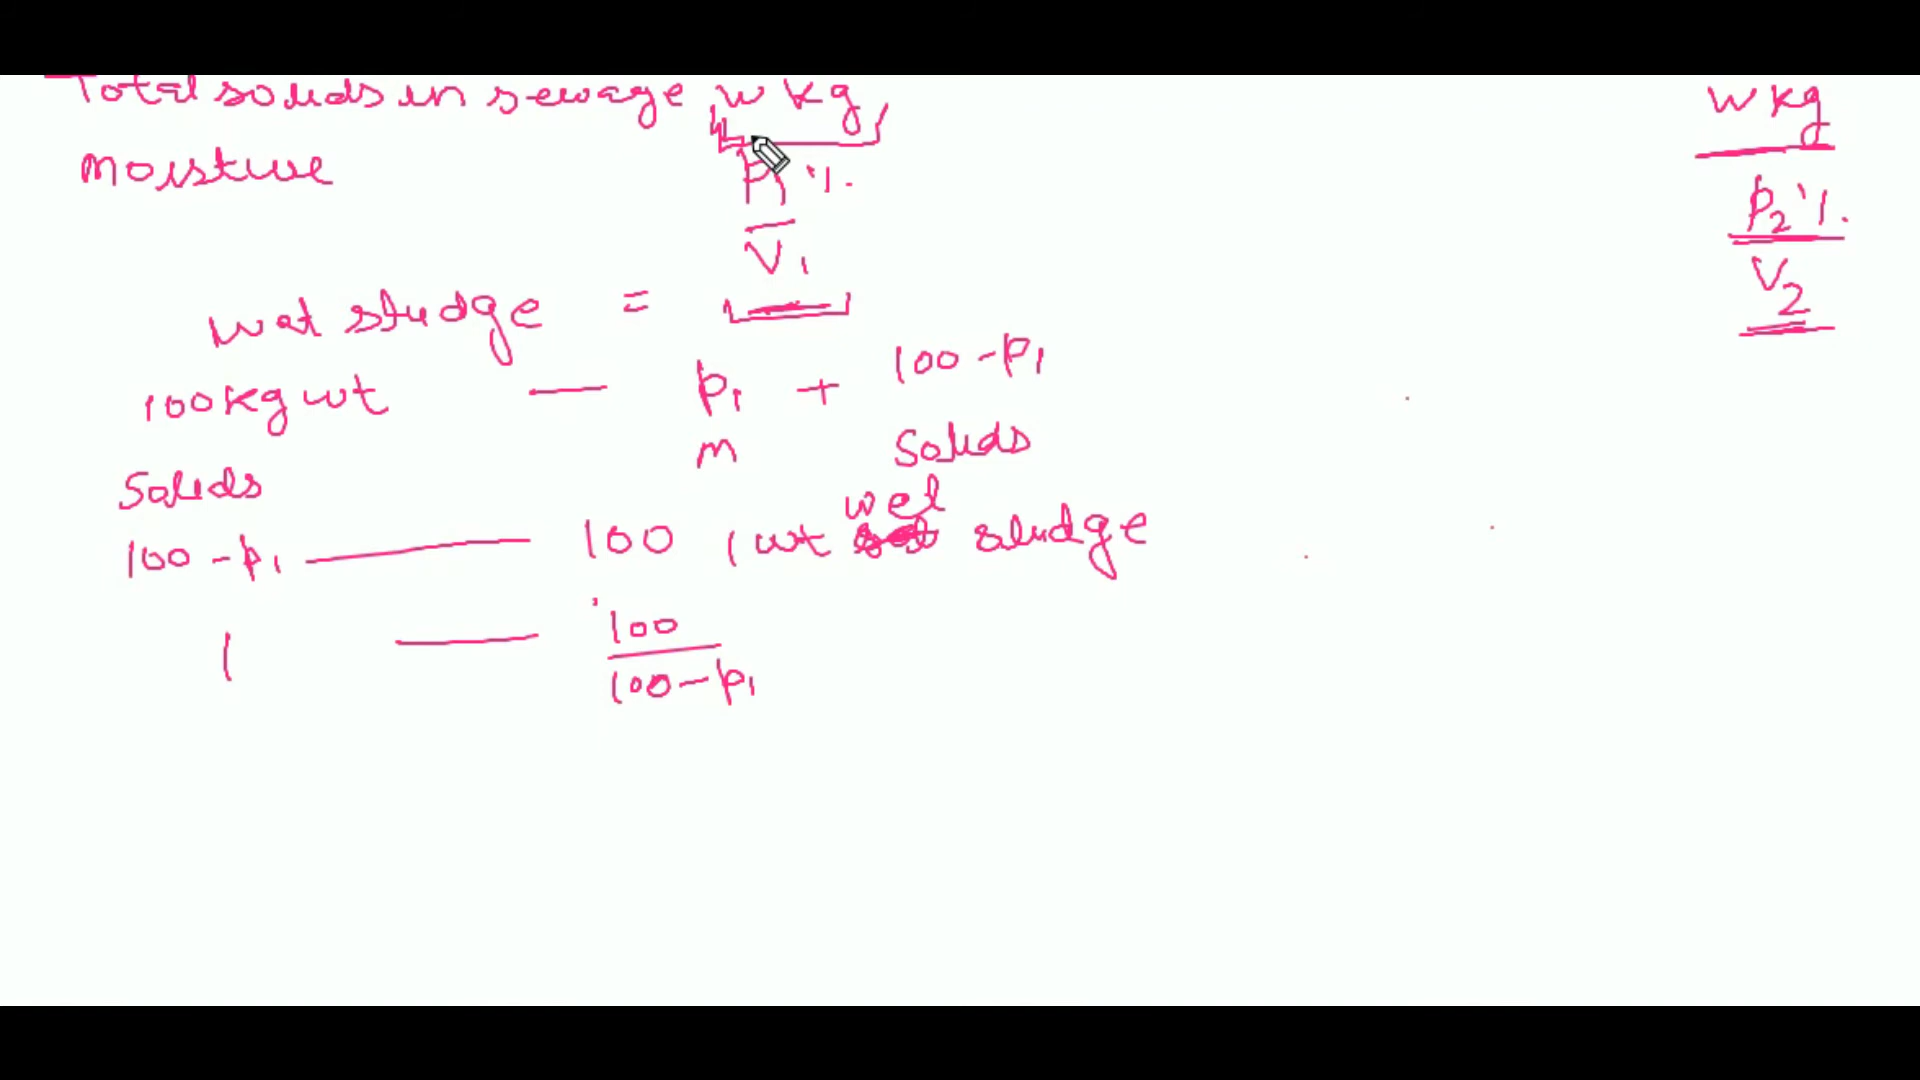 Total solids in sewage w kg
w kg
moisture P1 %.
P2 %.
V1
V2
wet sludge =
100 kg wt — P1 + 100 - P1
m solids
solids
100 - P1 — 100 wt wet sludge
1 — 100
100 - P1